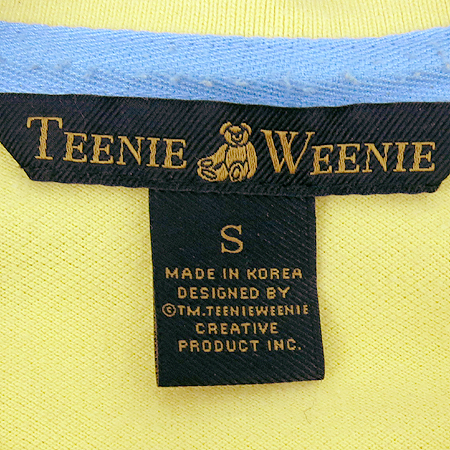 TEENIE WEENIE
S
MADE IN KOREA
DESIGNED BY
©TM.TEENIEWEENIE
CREATIVE
PRODUCT INC.